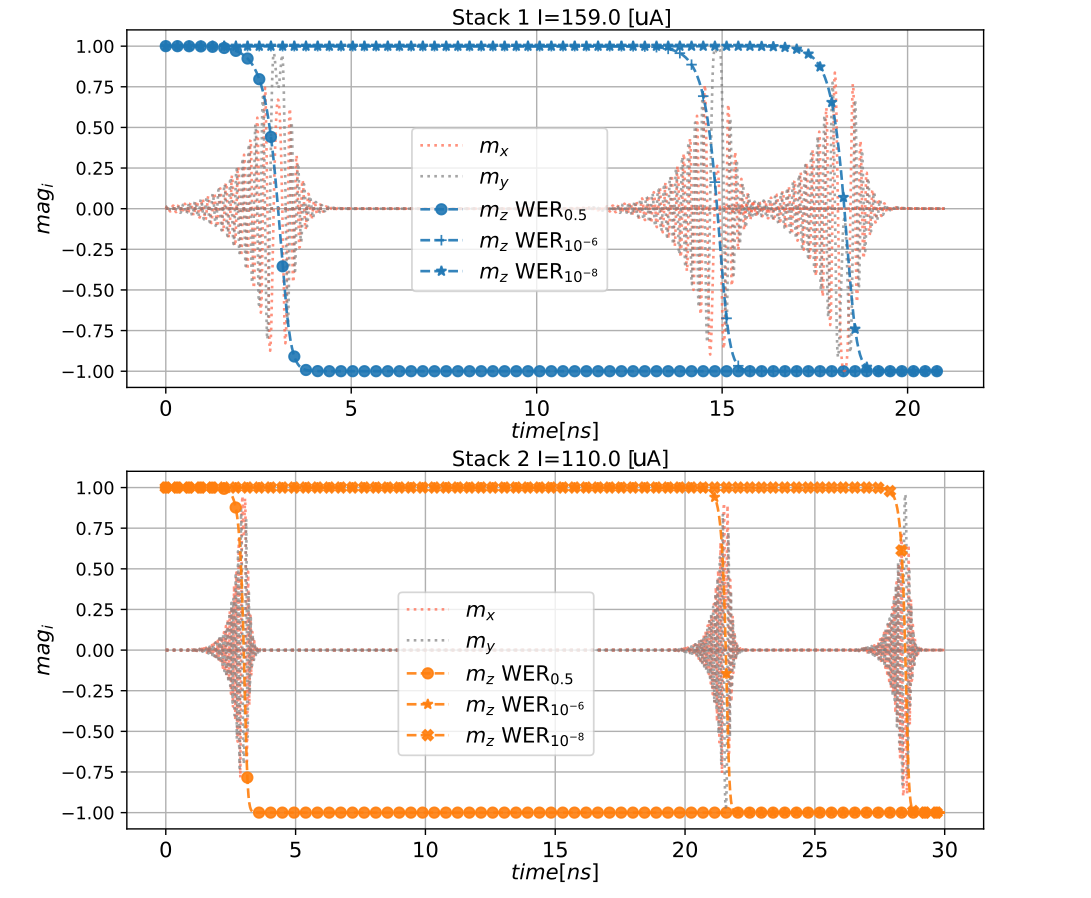 Stack 1 I=159.0 [uA]
1.00
0.75
0.50
0.25
0.00
−0.25
−0.50
−0.75
−1.00
mag_i
m_x
m_y
m_z WER_0.5
m_z WER_10^−6
m_z WER_10^−8
0 5 10 15 20
time[ns]
Stack 2 I=110.0 [uA]
1.00
0.75
0.50
0.25
0.00
−0.25
−0.50
−0.75
−1.00
mag_i
m_x
m_y
m_z WER_0.5
m_z WER_10^−6
m_z WER_10^−8
0 5 10 15 20 25 30
time[ns]